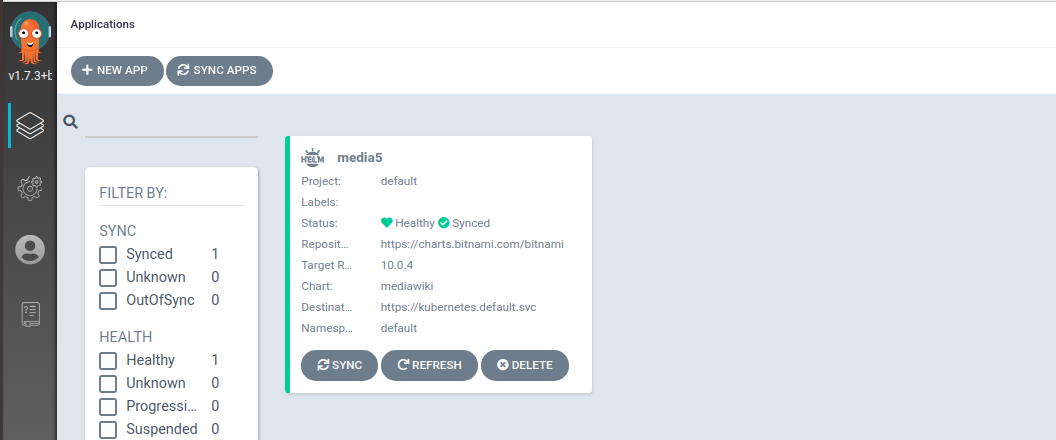 Applications
v1.7.3+b
+ NEW APP
SYNC APPS
FILTER BY:
SYNC
Synced 1
Unknown 0
OutOfSync 0
HEALTH
Healthy 1
Unknown 0
Progressi... 0
Suspended 0
HELM
media5
Project: default
Labels:
Status: Healthy Synced
Reposit... https://charts.bitnami.com/bitnami
Target R... 10.0.4
Chart: mediawiki
Destinat... https://kubernetes.default.svc
Namesp... default
SYNC
REFRESH
DELETE